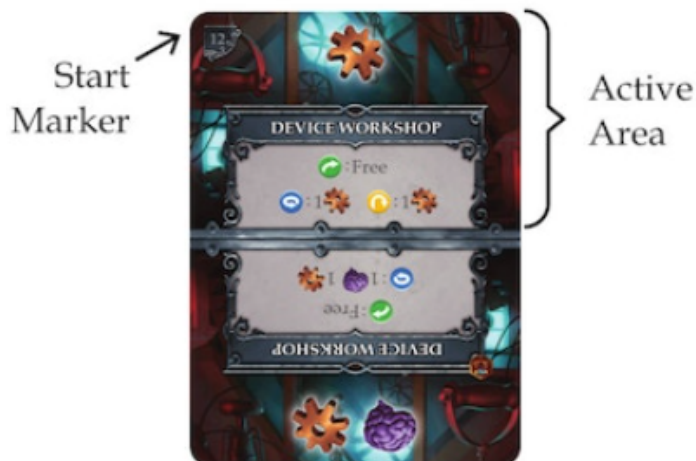 Start
Marker
Active
Area
12
DEVICE WORKSHOP
:Free
:1 :1
1 :1
:Free
DEVICE WORKSHOP